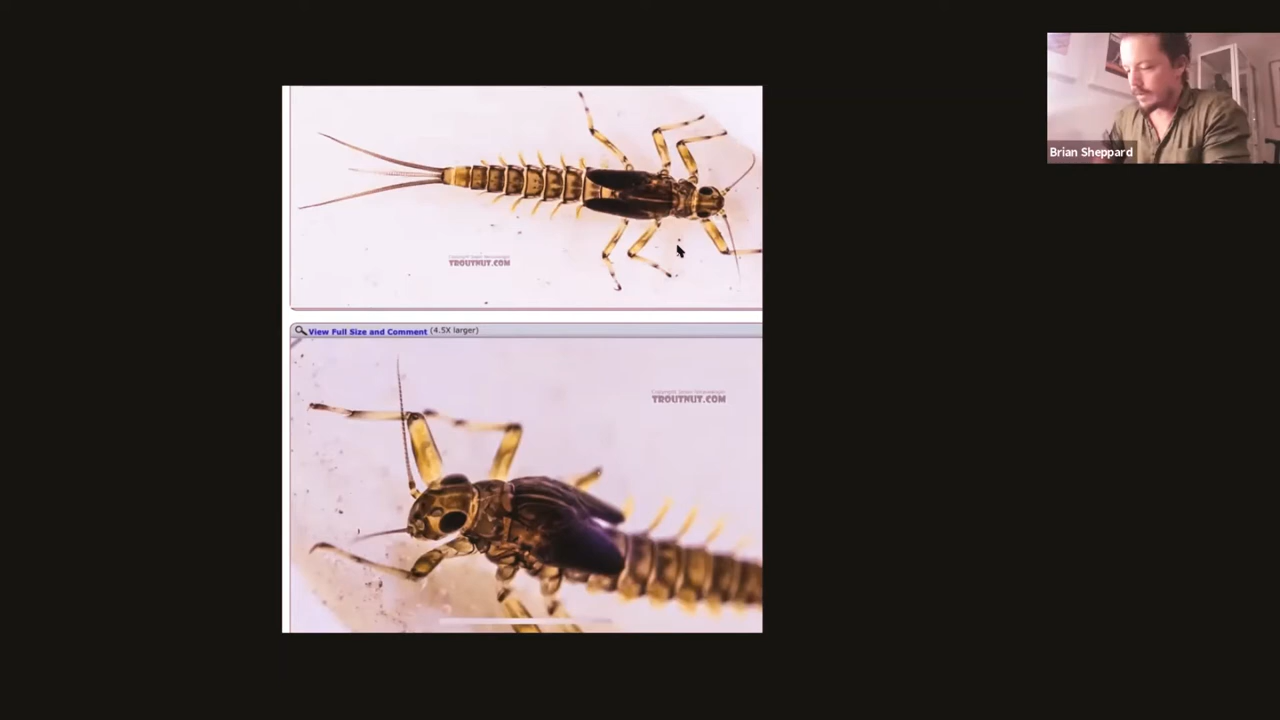 Brian Sheppard
TROUTNUT.COM
View Full Size and Comment (4.5X larger)
TROUTNUT.COM